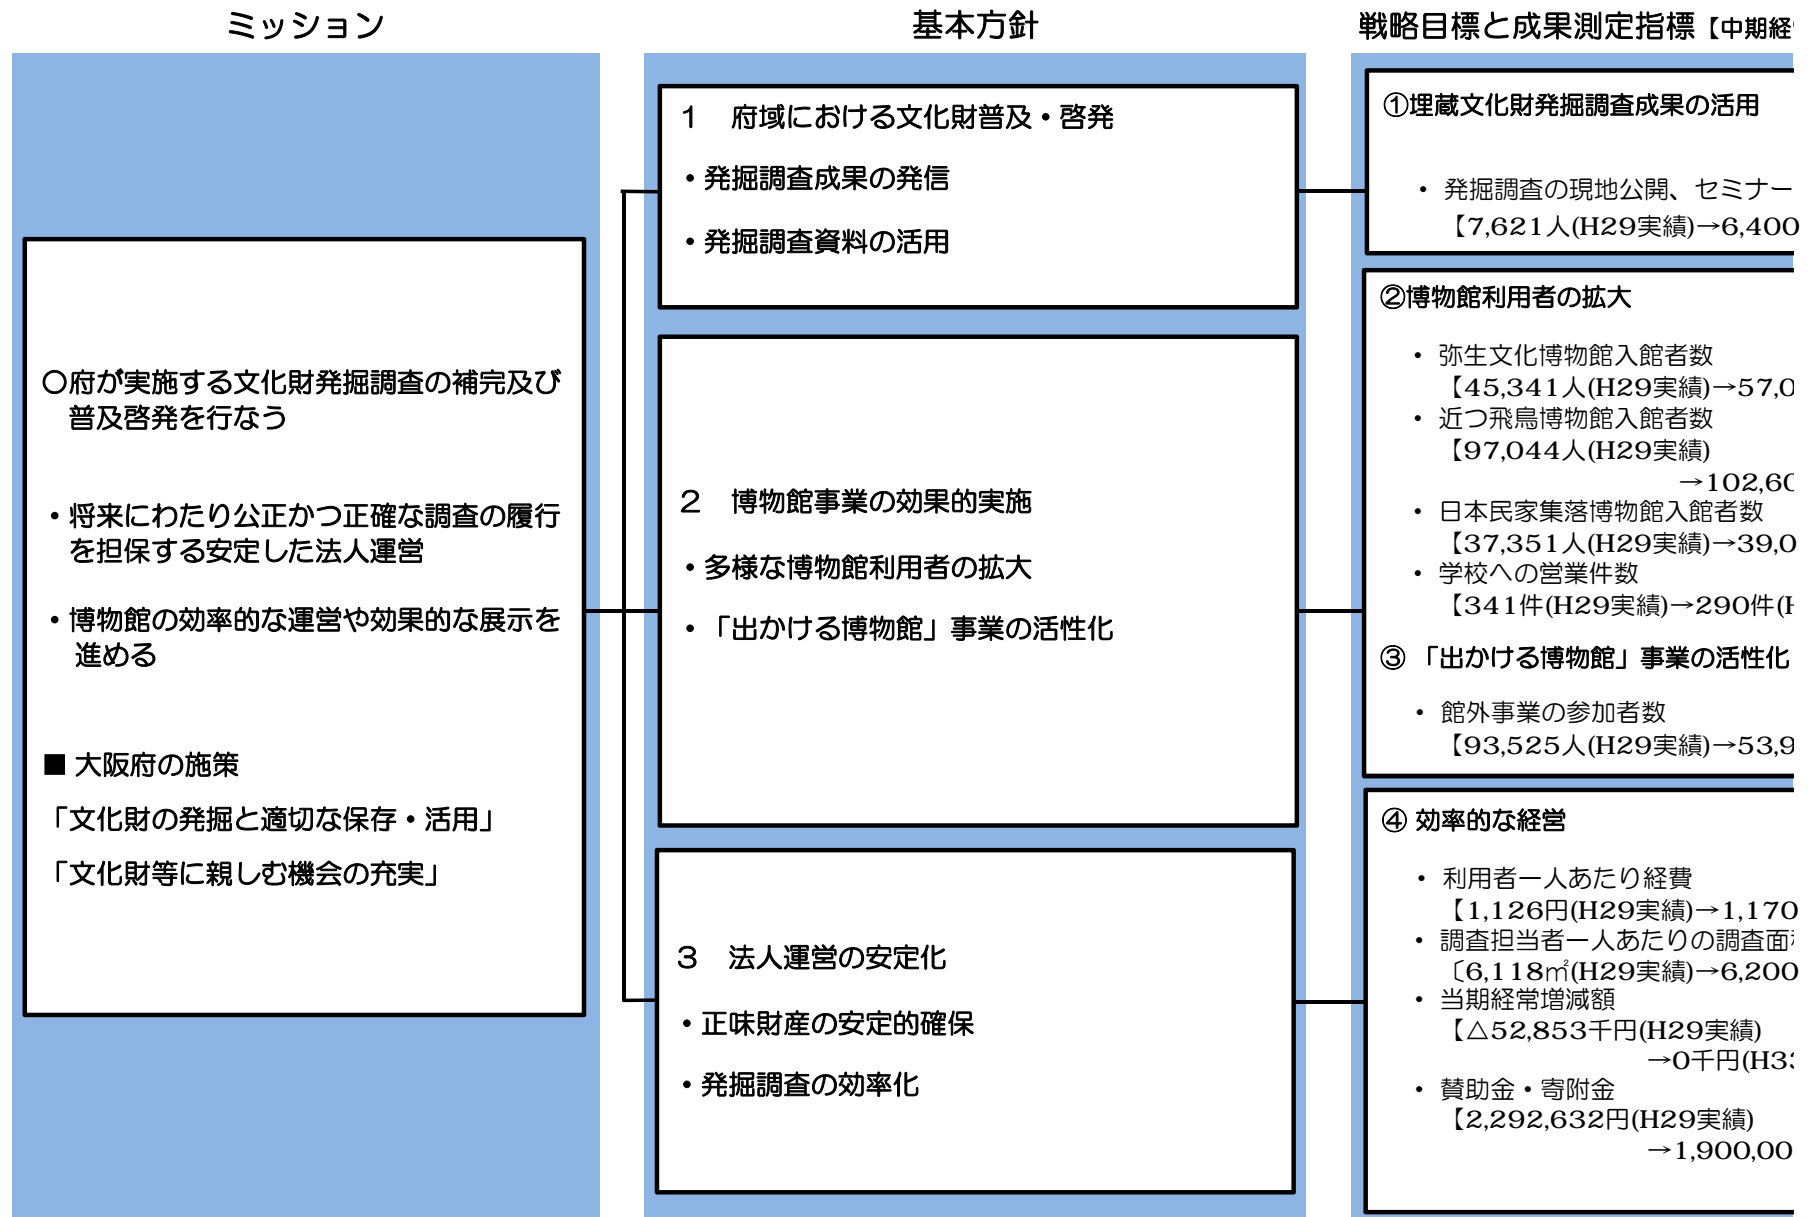 ミッション
〇府が実施する文化財発掘調査の補完及び
普及啓発を行なう
・将来にわたり公正かつ正確な調査の履行
を担保する安定した法人運営
・博物館の効率的な運営や効果的な展示を
進める
■ 大阪府の施策
「文化財の発掘と適切な保存・活用」
「文化財等に親しむ機会の充実」
基本方針
１　府域における文化財普及・啓発
・発掘調査成果の発信
・発掘調査資料の活用
２　博物館事業の効果的実施
・多様な博物館利用者の拡大
・「出かける博物館」事業の活性化
３　法人運営の安定化
・正味財産の安定的確保
・発掘調査の効率化
戦略目標と成果測定指標【中期経
①埋蔵文化財発掘調査成果の活用
・ 発掘調査の現地公開、セミナー
【7,621人(H29実績)→6,400
②博物館利用者の拡大
・ 弥生文化博物館入館者数
【45,341人(H29実績)→57,0
・ 近つ飛鳥博物館入館者数
【97,044人(H29実績)
→102,60
・ 日本民家集落博物館入館者数
【37,351人(H29実績)→39,0
・ 学校への営業件数
【341件(H29実績)→290件(H
③ 「出かける博物館」事業の活性化
・ 館外事業の参加者数
【93,525人(H29実績)→53,9
④ 効率的な経営
・ 利用者一人あたり経費
【1,126円(H29実績)→1,170
・ 調査担当者一人あたりの調査面
〔6,118㎡(H29実績)→6,200
・ 当期経常増減額
【△52,853千円(H29実績)
→0千円(H33
・ 賛助金・寄附金
【2,292,632円(H29実績)
→1,900,00